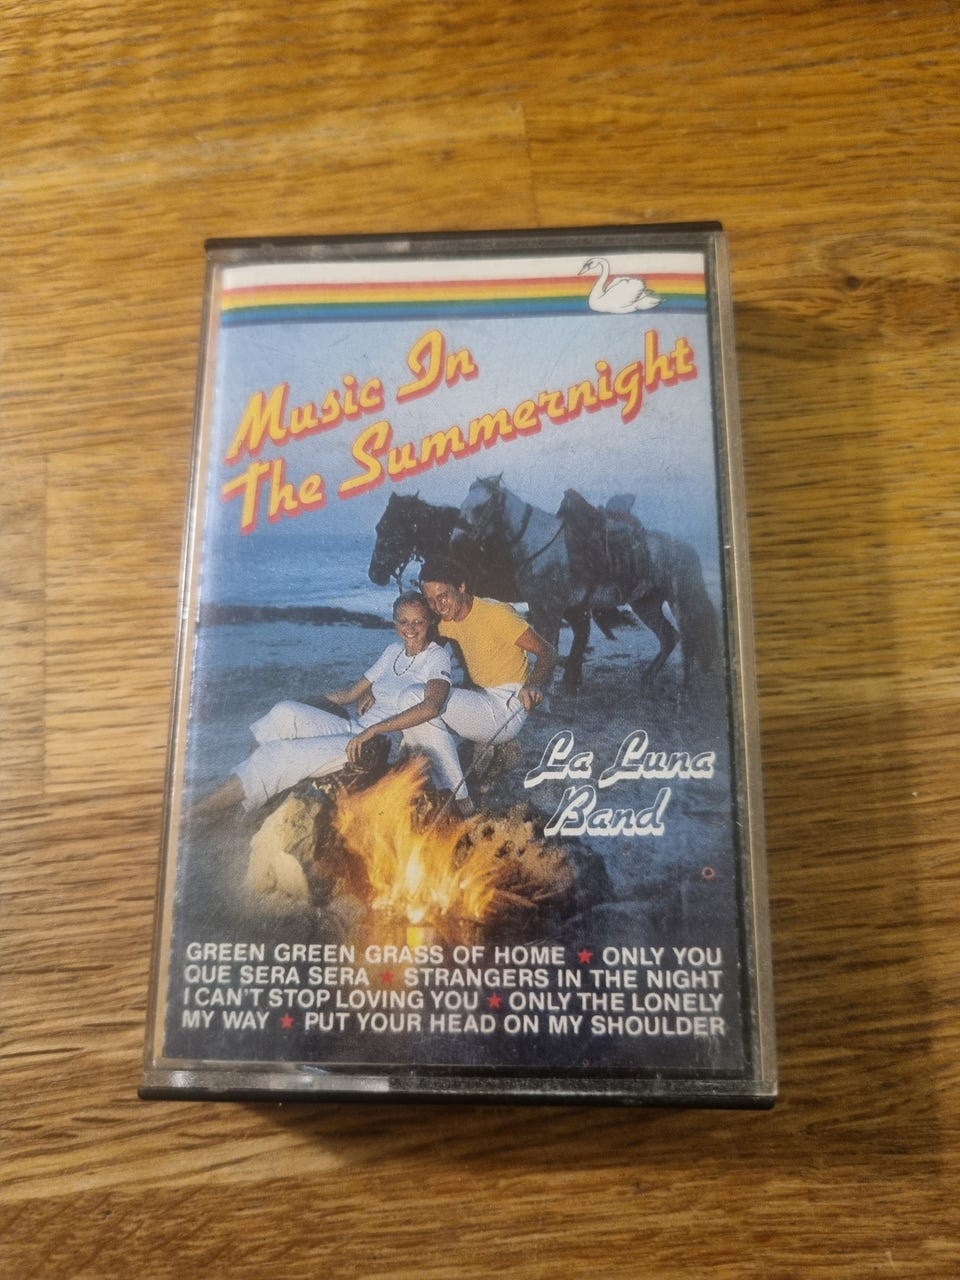 Music In
The Summernight
La Luna
Band
GREEN GREEN GRASS OF HOME ★ ONLY YOU
QUE SERA SERA ★ STRANGERS IN THE NIGHT
I CAN'T STOP LOVING YOU ★ ONLY THE LONELY
MY WAY ★ PUT YOUR HEAD ON MY SHOULDER